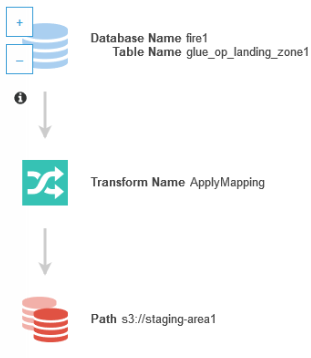 +
Database Name fire1
Table Name glue_op_landing_zone1
–
Transform Name ApplyMapping
Path s3://staging-area1